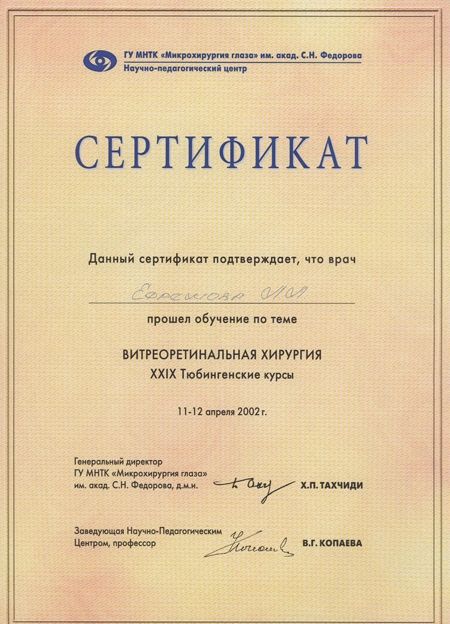 ГУ МНТК «Микрохирургия глаза» им. акад. С.Н. Федорова
Научно-педагогический центр
СЕРТИФИКАТ
Данный сертификат подтверждает, что врач
Ефремова
прошел обучение по теме
ВИТРЕОРЕТИНАЛЬНАЯ ХИРУРГИЯ
XXIX Тюбингенские курсы
11-12 апреля 2002 г.
Генеральный директор
ГУ МНТК «Микрохирургия глаза»
им. акад. С.Н. Федорова, д.м.н.
Х.П. ТАХЧИДИ
Заведующая Научно-Педагогическим
Центром, профессор
В.Г. КОПАЕВА